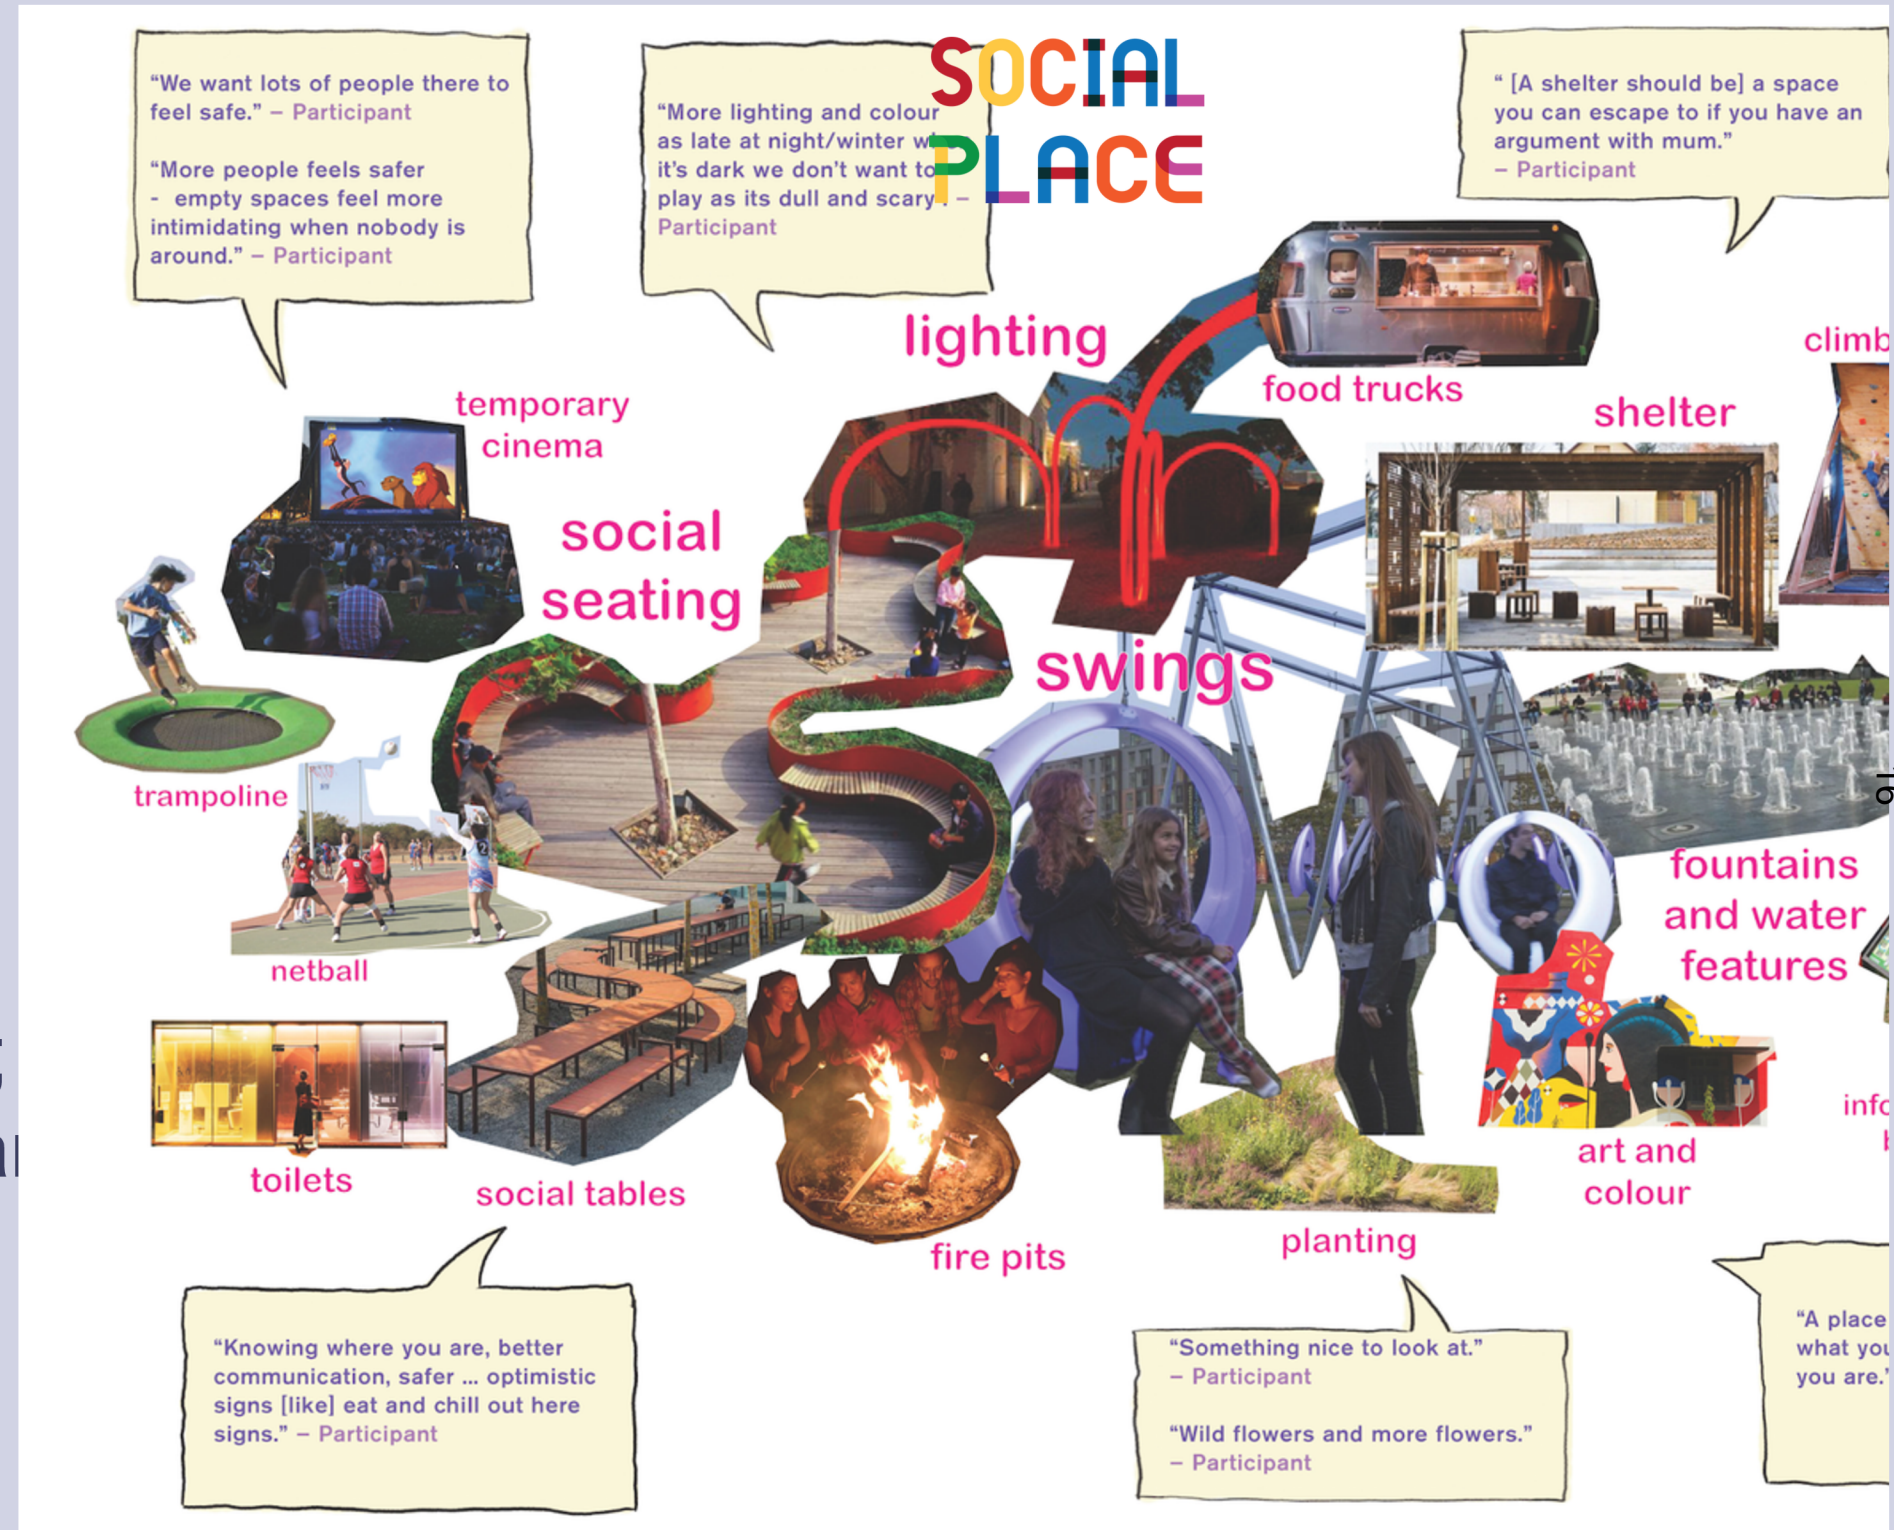 “We want lots of people there to
feel safe.” – Participant
“More people feels safer
- empty spaces feel more
intimidating when nobody is
around.” – Participant
“More lighting and colour
as late at night/winter
it’s dark we don’t want to
play as its dull and scary –
Participant
SOCIAL
PLACE
“ [A shelter should be] a space
you can escape to if you have an
argument with mum.”
– Participant
lighting
food trucks
climb
shelter
temporary
cinema
social
seating
swings
trampoline
netball
fountains
and water
features
toilets
social tables
fire pits
planting
art and
colour
“Knowing where you are, better
communication, safer ... optimistic
signs [like] eat and chill out here
signs.” – Participant
“Something nice to look at.”
– Participant
“Wild flowers and more flowers.”
– Participant
“A place
what you
you are.’